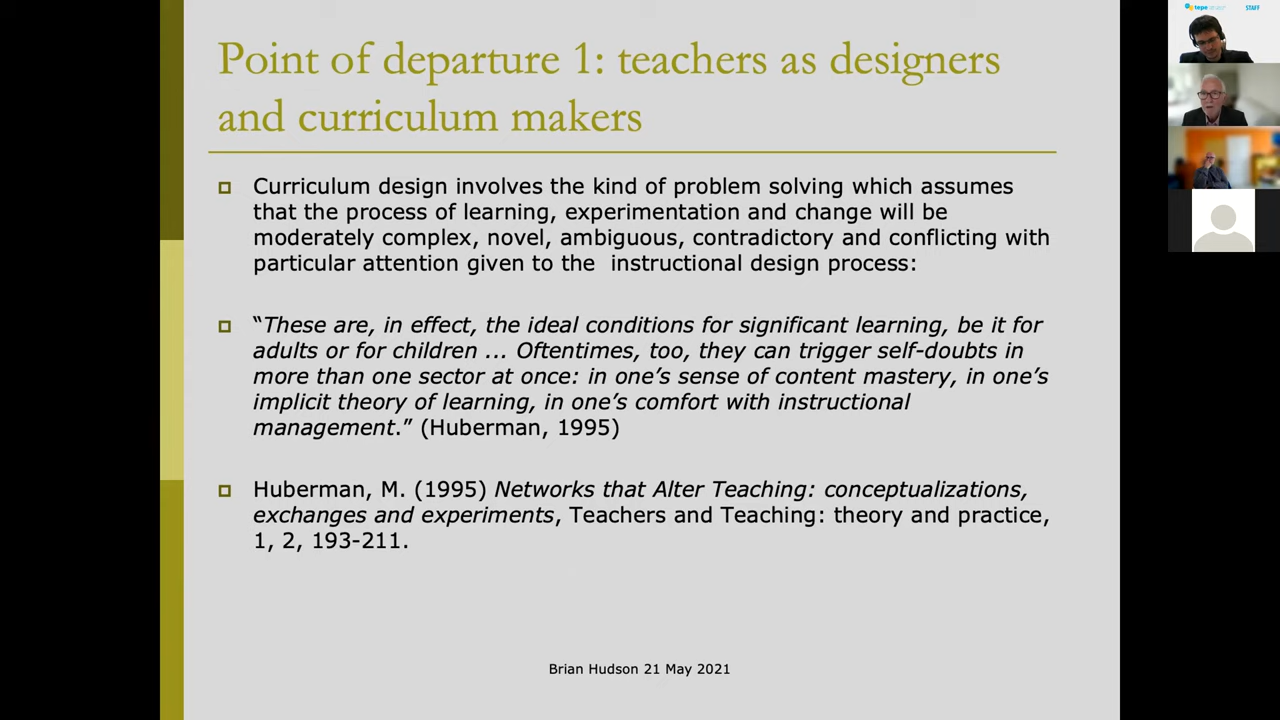 Point of departure 1: teachers as designers
and curriculum makers
Curriculum design involves the kind of problem solving which assumes
that the process of learning, experimentation and change will be
moderately complex, novel, ambiguous, contradictory and conflicting with
particular attention given to the  instructional design process:
“These are, in effect, the ideal conditions for significant learning, be it for
adults or for children ... Oftentimes, too, they can trigger self-doubts in
more than one sector at once: in one’s sense of content mastery, in one’s
implicit theory of learning, in one’s comfort with instructional
management.” (Huberman, 1995)
Huberman, M. (1995) Networks that Alter Teaching: conceptualizations,
exchanges and experiments, Teachers and Teaching: theory and practice,
1, 2, 193-211.
Brian Hudson 21 May 2021
tepe
STAFF